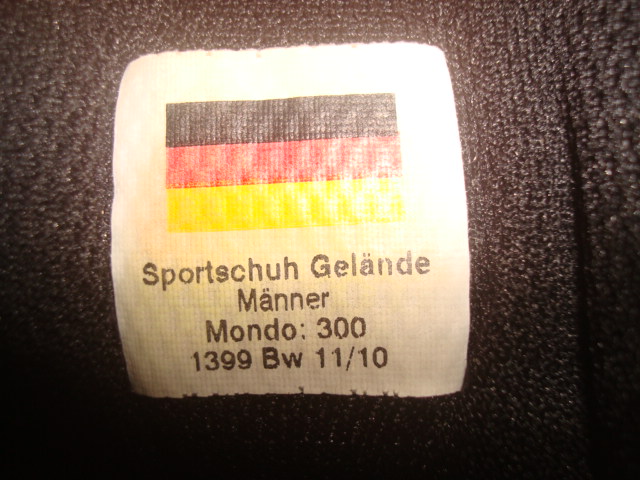 Sportschuh Gelände
Männer
Mondo: 300
1399 Bw 11/10